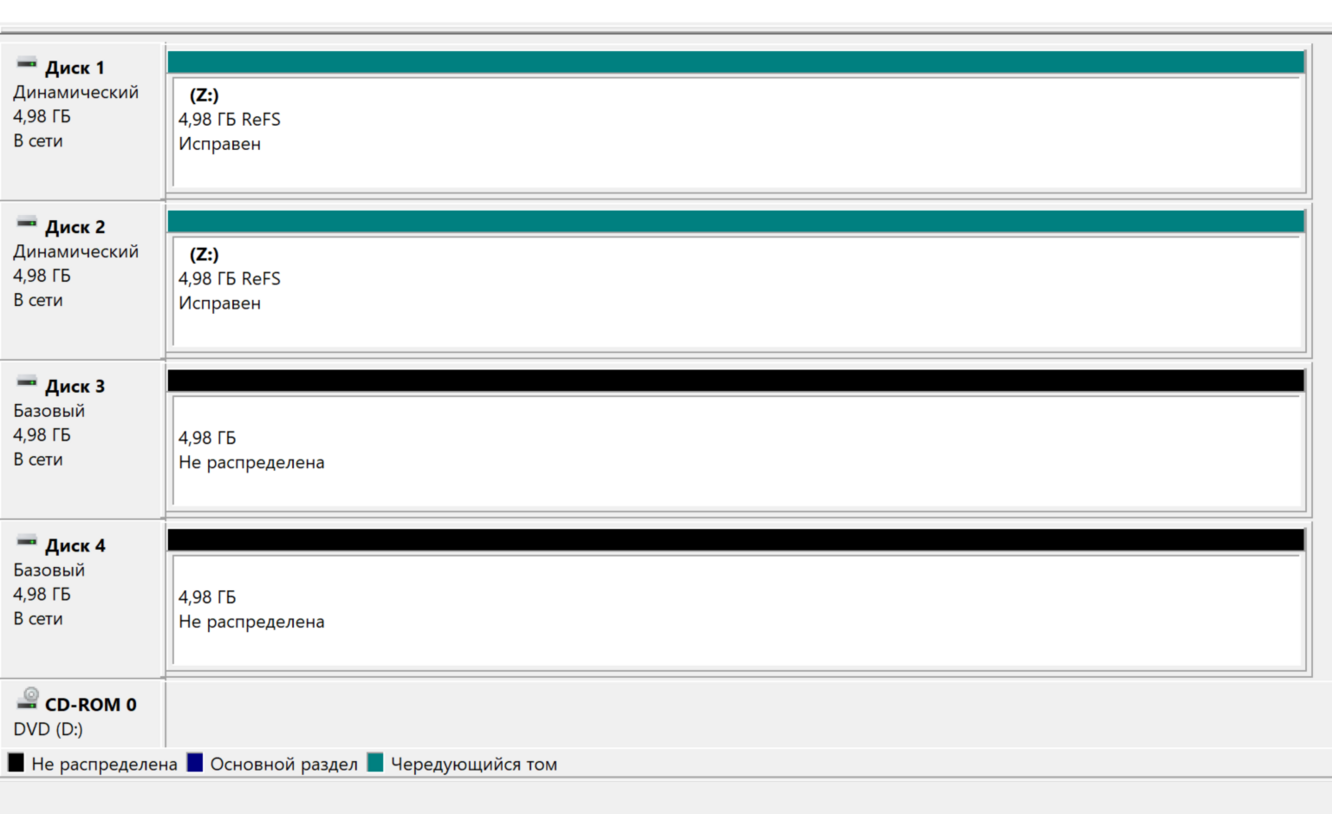 Диск 1
Динамический
4,98 ГБ
В сети
(Z:)
4,98 ГБ ReFS
Исправен
Диск 2
Динамический
4,98 ГБ
В сети
(Z:)
4,98 ГБ ReFS
Исправен
Диск 3
Базовый
4,98 ГБ
В сети
4,98 ГБ
Не распределена
Диск 4
Базовый
4,98 ГБ
В сети
4,98 ГБ
Не распределена
CD-ROM 0
DVD (D:)
Не распределена Основной раздел Чередующийся том